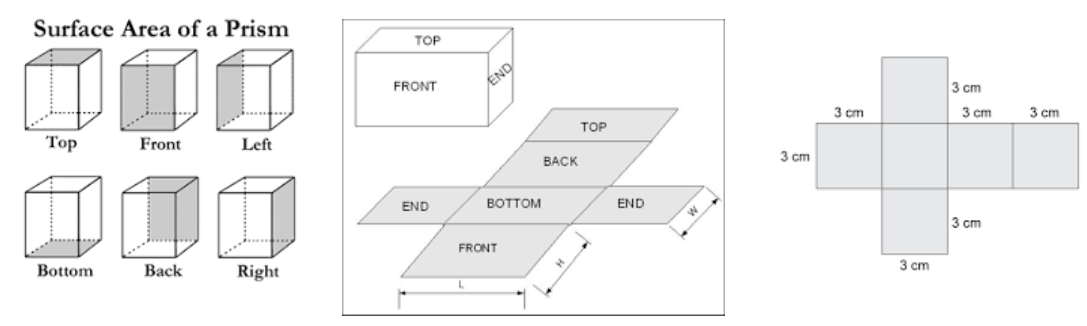 Surface Area of a Prism
Top
Front
Left
Bottom
Back
Right
TOP
FRONT
END
TOP
BACK
END
BOTTOM
END
FRONT
W
H
L
3 cm
3 cm
3 cm
3 cm
3 cm
3 cm
3 cm